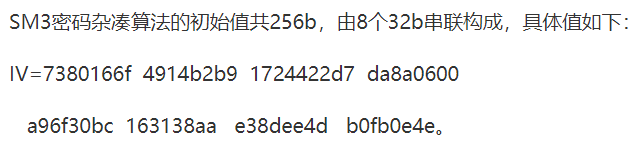 SM3密码杂凑算法的初始值共256b，由8个32b串联构成，具体值如下：
IV=7380166f 4914b2b9 1724422d7 da8a0600
a96f30bc 163138aa e38dee4d b0fb0e4e。